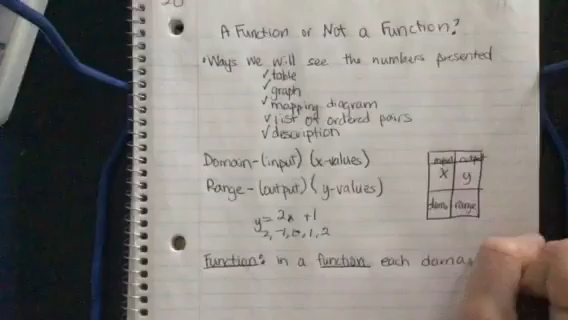 20
A Function or Not a Function?
•Ways we will see the numbers presented
✓table
✓graph
✓mapping diagram
✓list of ordered pairs
✓description
Domain-(input) (x-values)
Range-(output) (y-values)
input output
x y
doma range
y=2x+1
-2,-1,0,1,2
Function: in a function each doma